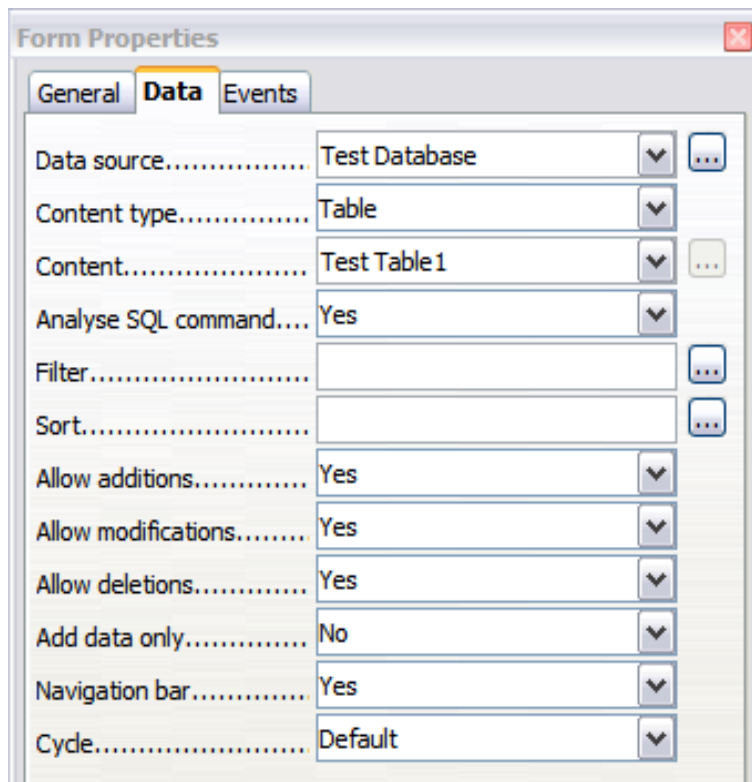 Form Properties
General Data Events
Data source................. Test Database ...
Content type............... Table
Content..................... Test Table1 ...
Analyse SQL command.... Yes
Filter......................... ...
Sort.......................... ...
Allow additions............. Yes
Allow modifications........ Yes
Allow deletions............. Yes
Add data only.............. No
Navigation bar.............. Yes
Cycle........................ Default